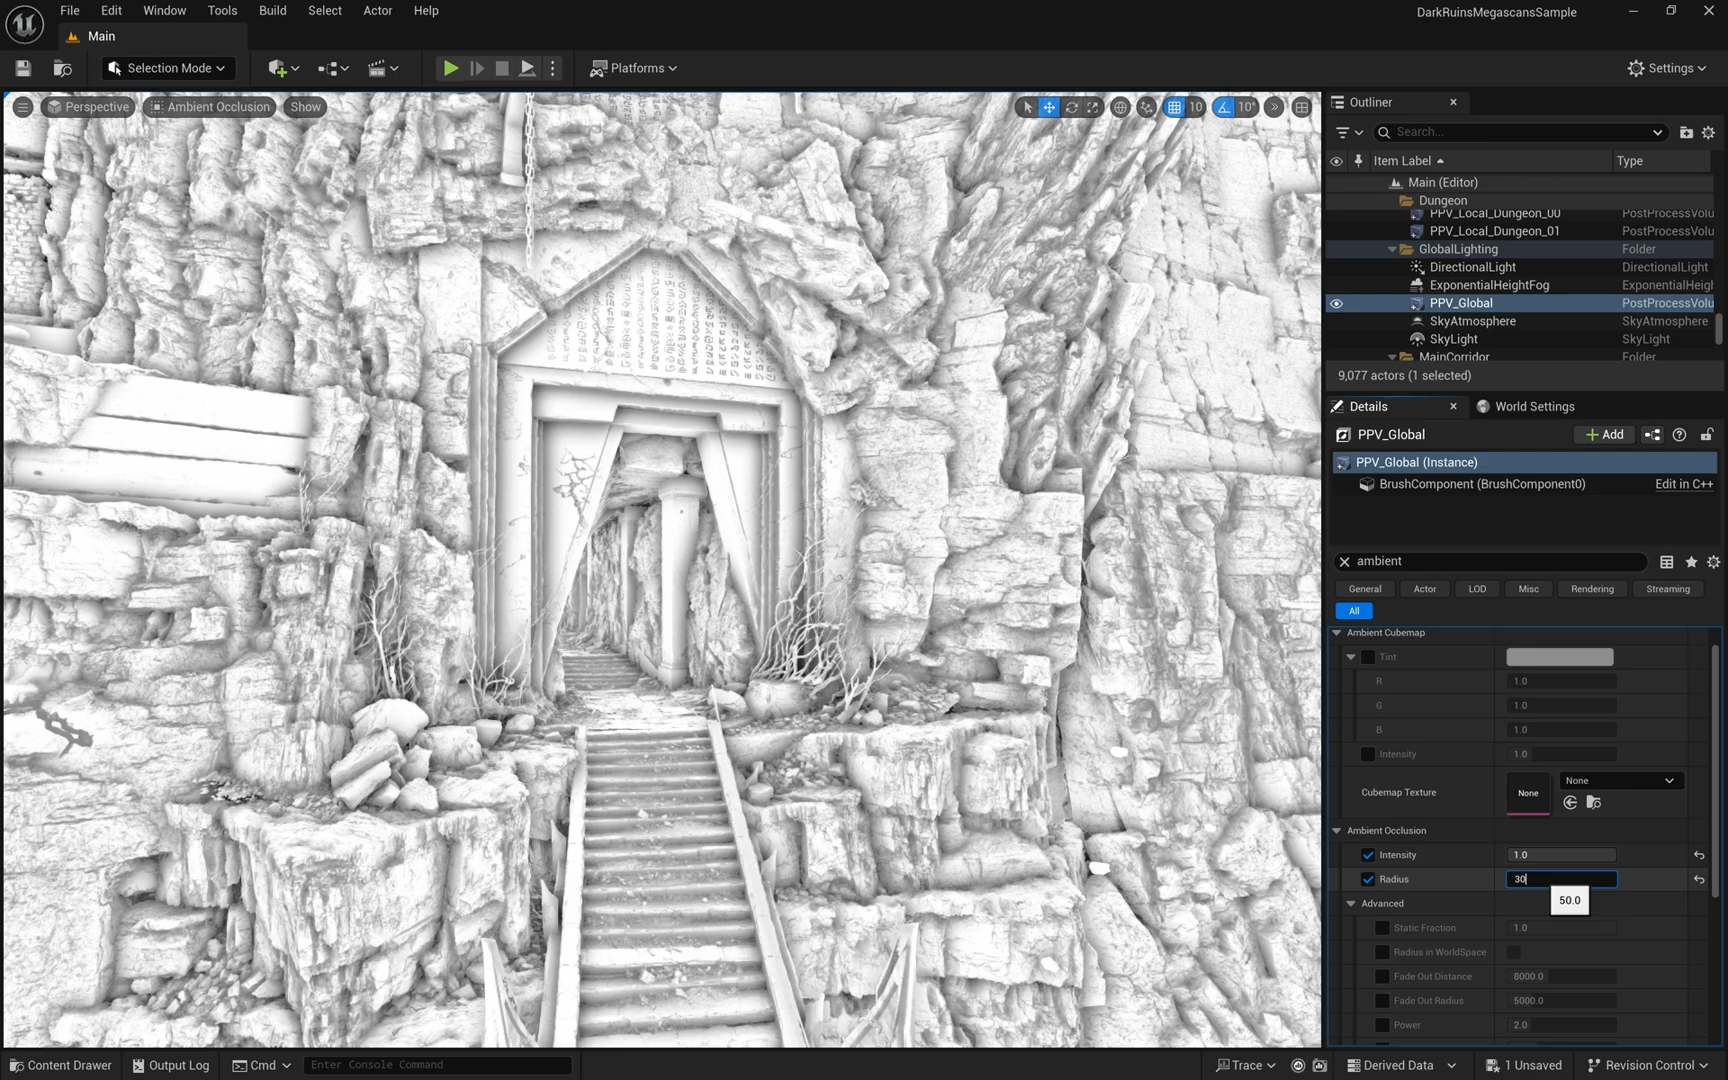 File Edit Window Tools Build Select Actor Help
DarkRuinsMegascansSample
Main
Selection Mode
Platforms
Settings
Perspective
Ambient Occlusion
Show
10
10°
Outliner
Search...
Item Label
Type
Main (Editor)
Dungeon
PPV_Local_Dungeon_00 PostProcessVolu
PPV_Local_Dungeon_01 PostProcessVolu
GlobalLighting Folder
DirectionalLight DirectionalLight
ExponentialHeightFog ExponentialHeigh
PPV_Global PostProcessVolu
SkyAtmosphere SkyAtmosphere
SkyLight SkyLight
MainCorridor Folder
9,077 actors (1 selected)
Details
World Settings
PPV_Global
Add
PPV_Global (Instance)
BrushComponent (BrushComponent0) Edit in C++
ambient
General Actor LOD Misc Rendering Streaming
All
Ambient Cubemap
Tint
R 1.0
G 1.0
B 1.0
Intensity 1.0
Cubemap Texture None None
Ambient Occlusion
Intensity 1.0
Radius 30
50.0
Advanced
Static Fraction 1.0
Radius in WorldSpace
Fade Out Distance 8000.0
Fade Out Radius 5000.0
Power 2.0
Content Drawer
Output Log
Cmd
Enter Console Command
Trace
Derived Data
1 Unsaved
Revision Control